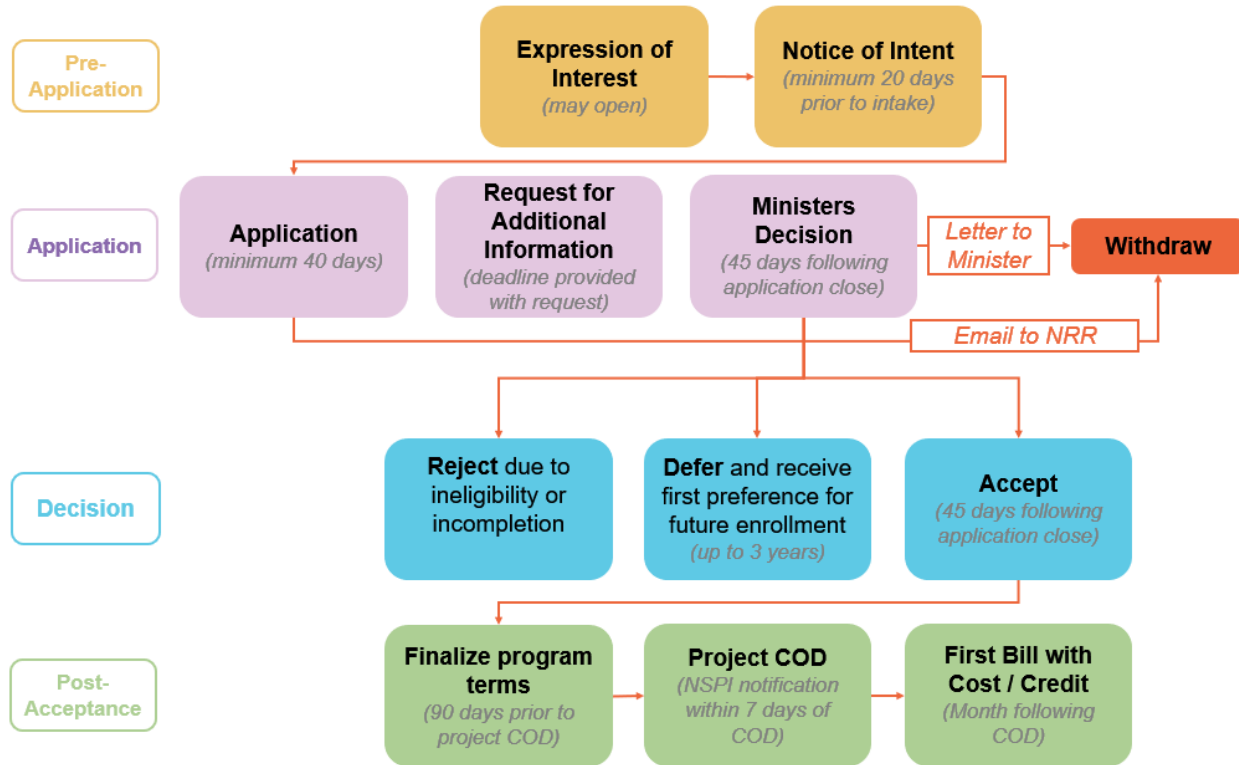 Pre-
Application
Expression of
Interest
(may open)
Notice of Intent
(minimum 20 days
prior to intake)
Application
Application
(minimum 40 days)
Request for
Additional
Information
(deadline provided
with request)
Ministers
Decision
(45 days following
application close)
Letter to
Minister
Withdraw
Email to NRR
Decision
Reject due to
ineligibility or
incompletion
Defer and receive
first preference for
future enrollment
(up to 3 years)
Accept
(45 days following
application close)
Post-
Acceptance
Finalize program
terms
(90 days prior to
project COD)
Project COD
(NSPI notification
within 7 days of
COD)
First Bill with
Cost / Credit
(Month following
COD)